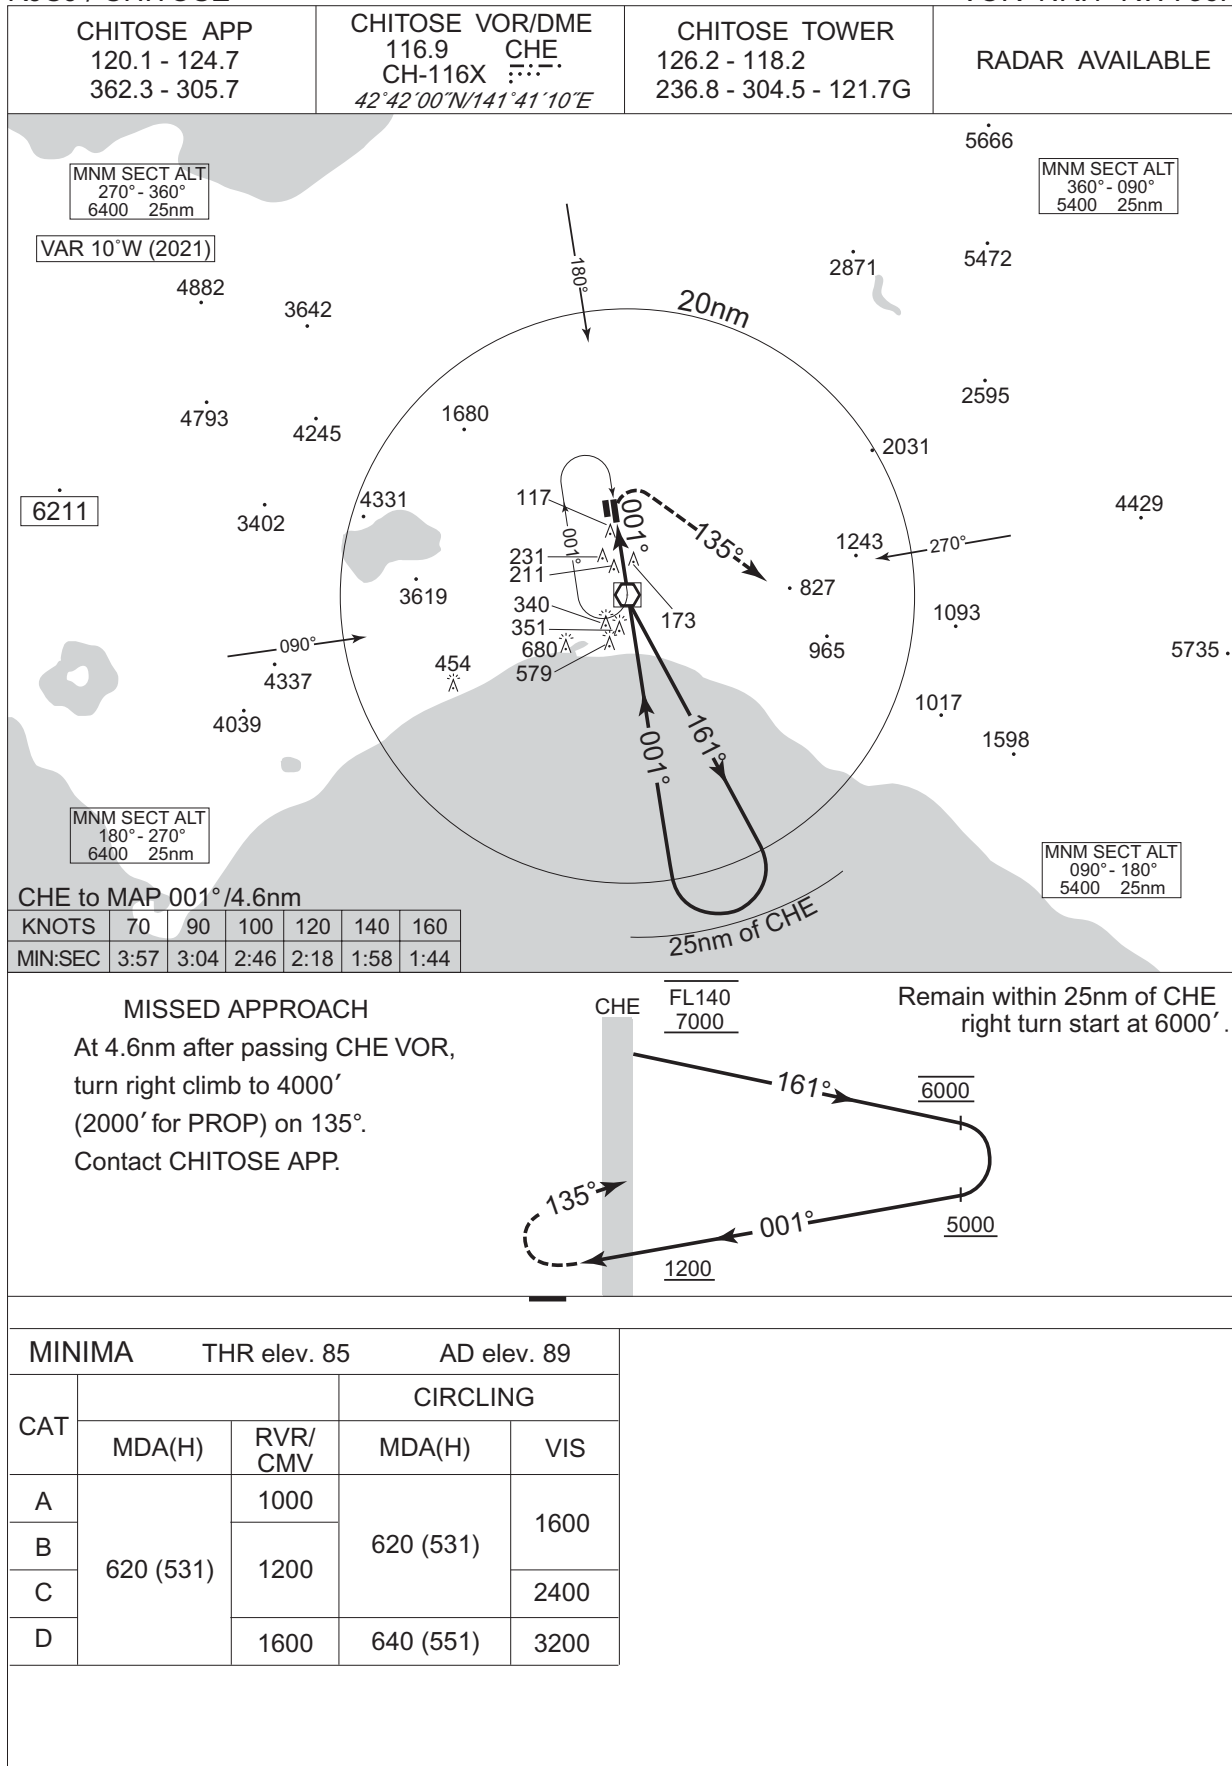 CHITOSE APP
120.1 - 124.7
362.3 - 305.7
CHITOSE VOR/DME
116.9 CHE
CH-116X
42°42′00″N/141°41′10″E
CHITOSE TOWER
126.2 - 118.2
236.8 - 304.5 - 121.7G
RADAR AVAILABLE
5666
MNM SECT ALT
270° - 360°
6400 25nm
MNM SECT ALT
360° - 090°
5400 25nm
VAR 10°W (2021)
180°
2871
5472
4882
3642
20nm
2595
4793
4245
1680
2031
6211
3402
4331
117
001°
001°
135°
4429
1243
270°
231
211
3619
827
340
351
680
579
173
1093
965
090°
5735
4337
454
4039
1017
1598
161°
001°
MNM SECT ALT
180° - 270°
6400 25nm
MNM SECT ALT
090° - 180°
5400 25nm
CHE to MAP 001°/4.6nm
KNOTS 70 90 100 120 140 160
MIN:SEC 3:57 3:04 2:46 2:18 1:58 1:44
25nm of CHE
MISSED APPROACH
At 4.6nm after passing CHE VOR,
turn right climb to 4000′
(2000′ for PROP) on 135°.
Contact CHITOSE APP.
CHE
FL140
7000
Remain within 25nm of CHE
right turn start at 6000′.
161°
6000
135°
001°
5000
1200
MINIMA THR elev. 85 AD elev. 89
CAT
CIRCLING
MDA(H) RVR/CMV MDA(H) VIS
A 1000
B 620 (531) 1200 620 (531) 1600
C 2400
D 1600 640 (551) 3200